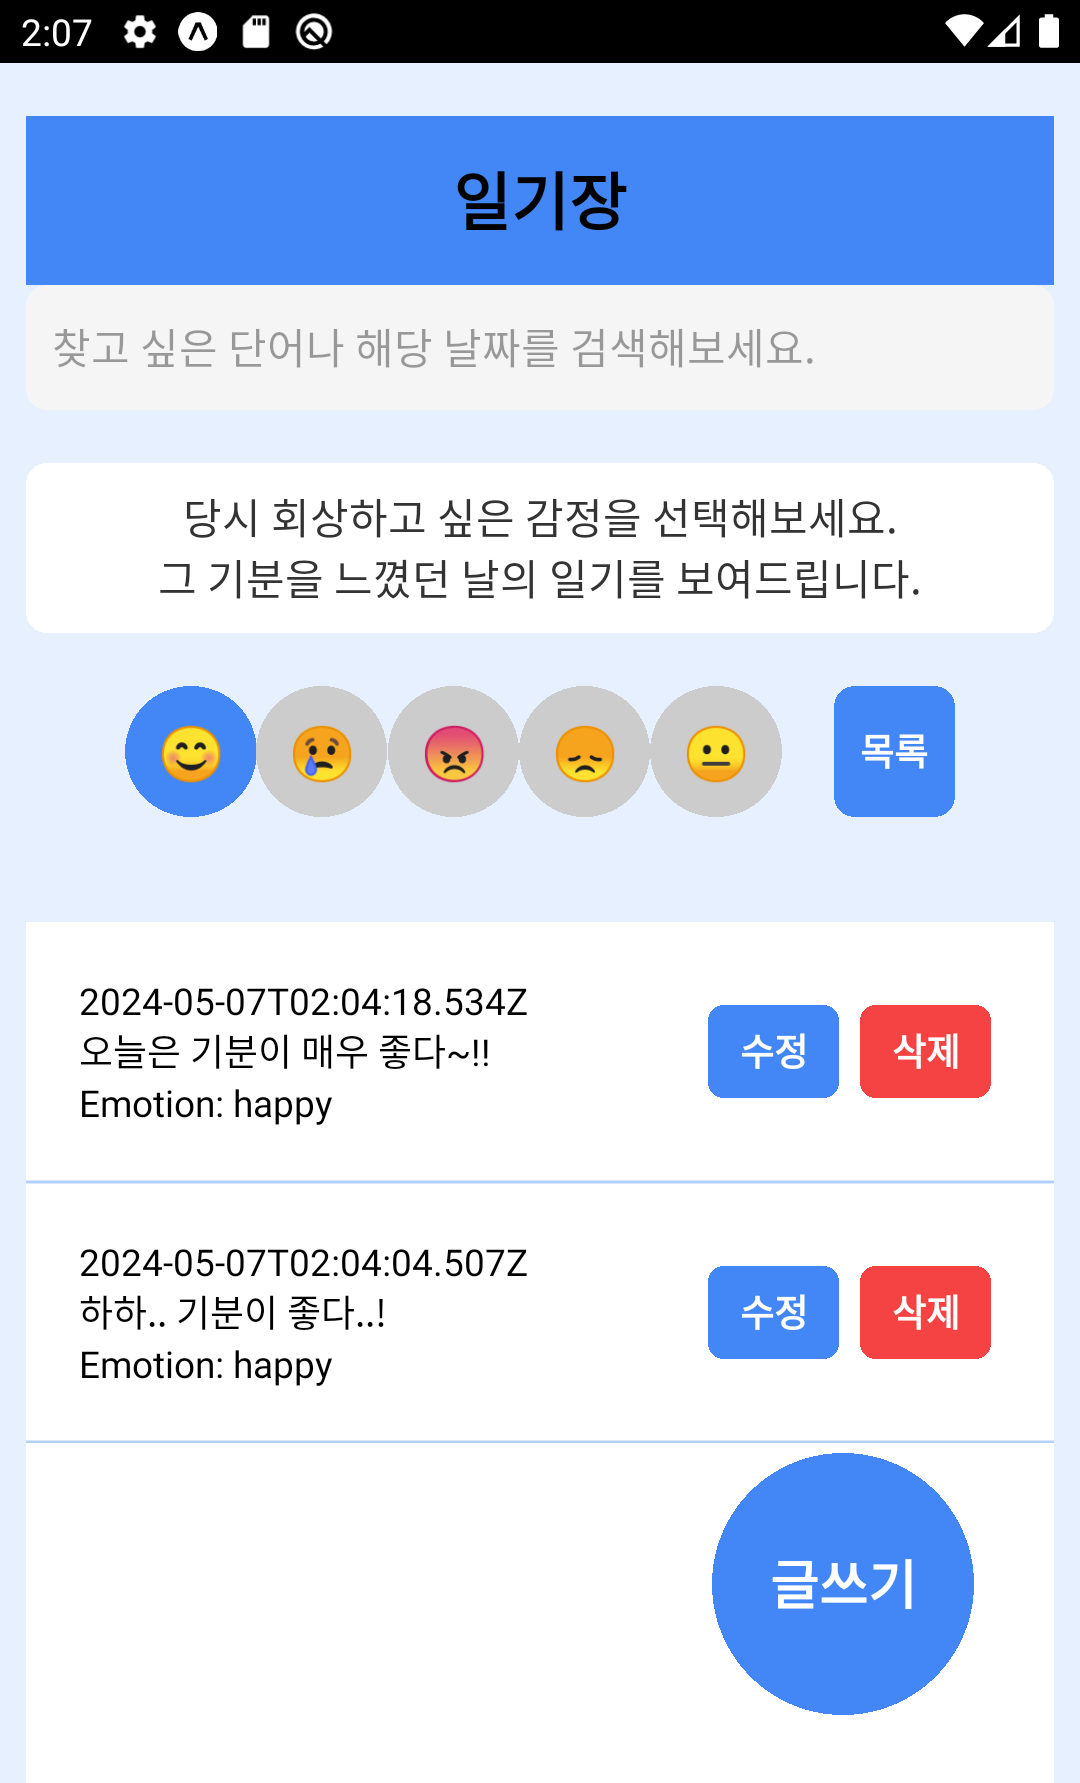 2:07
일기장
찾고 싶은 단어나 해당 날짜를 검색해보세요.
당시 회상하고 싶은 감정을 선택해보세요.
그 기분을 느꼈던 날의 일기를 보여드립니다.
목록
2024-05-07T02:04:18.534Z
오늘은 기분이 매우 좋다~!!
Emotion: happy
수정 삭제
2024-05-07T02:04:04.507Z
하하.. 기분이 좋다..!
Emotion: happy
수정 삭제
글쓰기